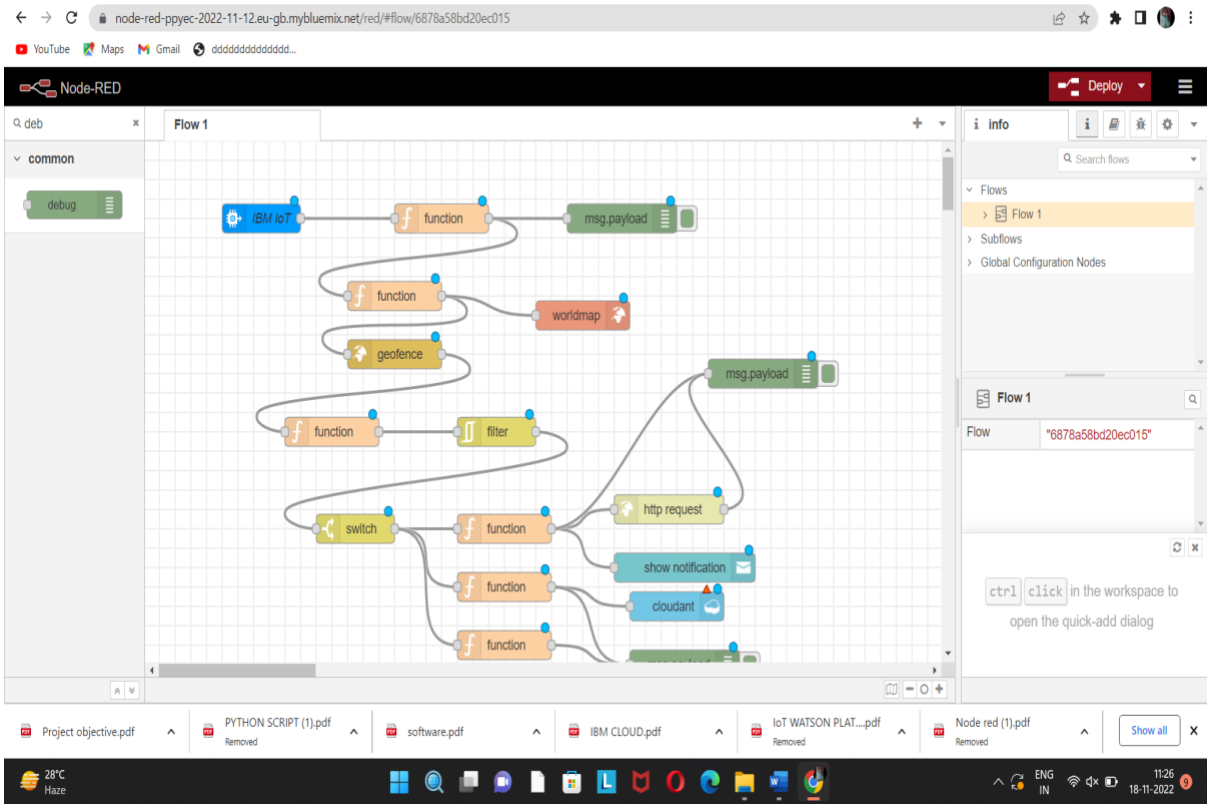 node-red-ppyec-2022-11-12.eu-gb.mybluemix.net/red/#flow/6878a58bd20ec015
YouTube Maps Gmail dddddddddddddd...
Node-RED
Deploy
deb
Flow 1
info
common
Search flows
debug
IBM IoT
function
msg.payload
Flows
Flow 1
Subflows
Global Configuration Nodes
function
worldmap
geofence
msg.payload
Flow 1
function
filter
Flow
"6878a58bd20ec015"
http request
switch
function
show notification
function
cloudant
ctrl click in the workspace to
open the quick-add dialog
function
Project objective.pdf
PYTHON SCRIPT (1).pdf
Removed
software.pdf
IBM CLOUD.pdf
IoT WATSON PLAT....pdf
Removed
Node red (1).pdf
Removed
Show all
28°C
Haze
ENG
IN
11:26
18-11-2022
9